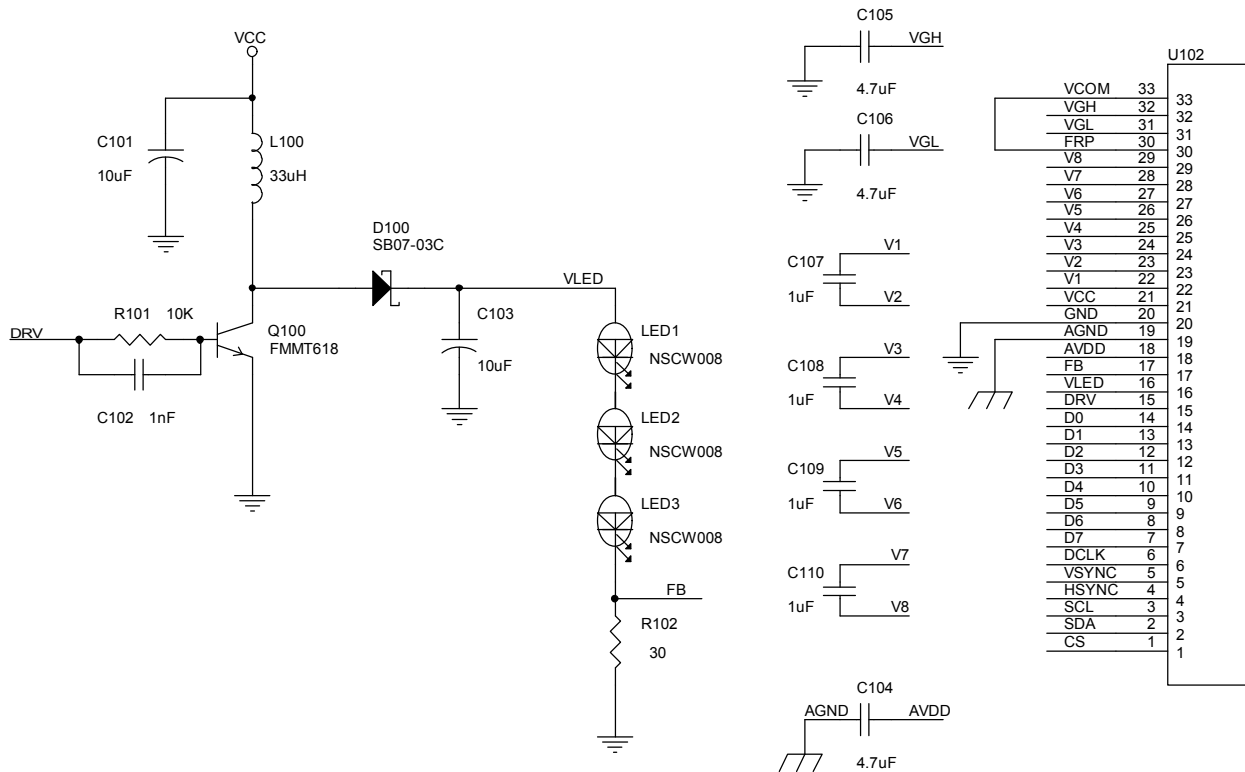 VCC
C101
10uF
L100
33uH
D100
SB07-03C
VLED
DRV
R101 10K
C102 1nF
Q100
FMMT618
C103
10uF
LED1
NSCW008
LED2
NSCW008
LED3
NSCW008
FB
R102
30
C105
VGH
4.7uF
C106
VGL
4.7uF
C107
1uF
V1
V2
C108
1uF
V3
V4
C109
1uF
V5
V6
C110
1uF
V7
V8
C104
AGND AVDD
4.7uF
U102
VCOM 33 33
VGH 32 32
VGL 31 31
FRP 30 30
V8 29 29
V7 28 28
V6 27 27
V5 26 26
V4 25 25
V3 24 24
V2 23 23
V1 22 22
VCC 21 21
GND 20 20
AGND 19 19
AVDD 18 18
FB 17 17
VLED 16 16
DRV 15 15
D0 14 14
D1 13 13
D2 12 12
D3 11 11
D4 10 10
D5 9 9
D6 8 8
D7 7 7
DCLK 6 6
VSYNC 5 5
HSYNC 4 4
SCL 3 3
SDA 2 2
CS 1 1